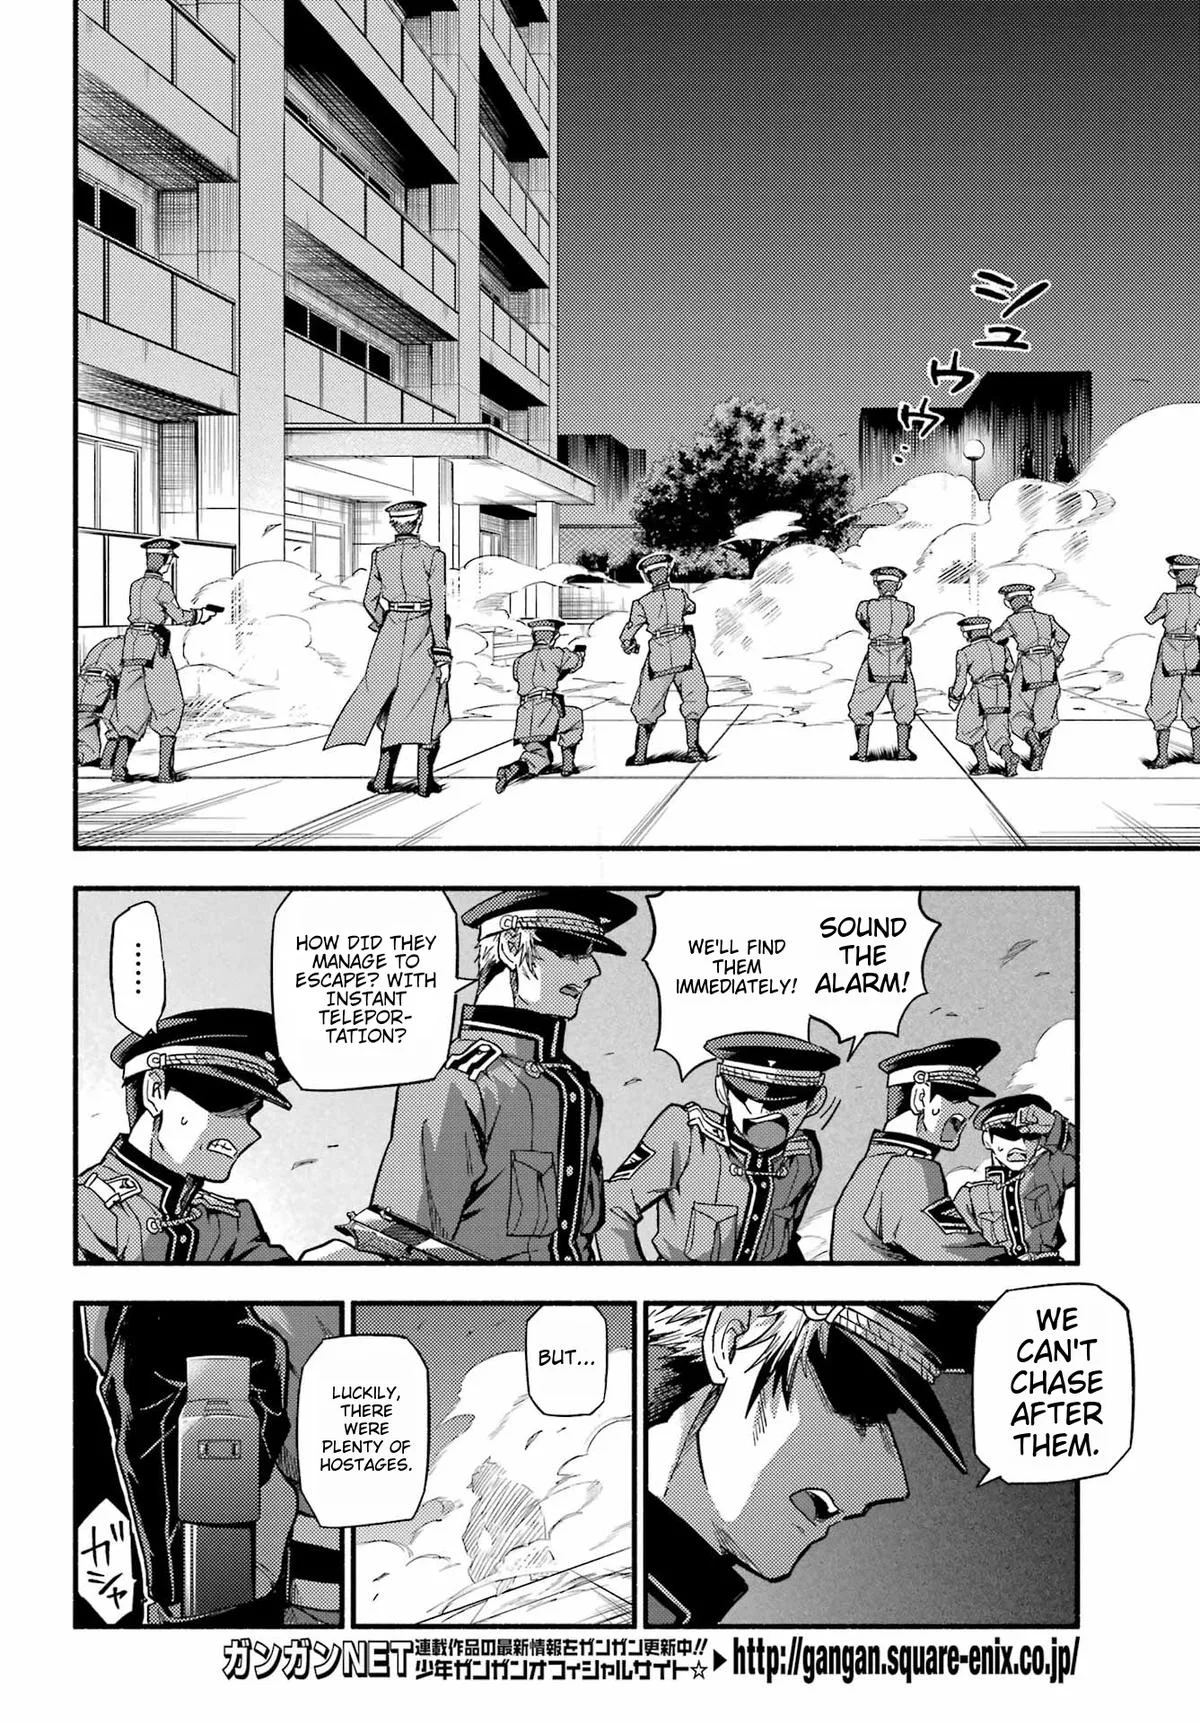 シュゥゥ...
SOUND
THE
ALARM!
WE'LL FIND
THEM
IMMEDIATELY!
HOW DID THEY
MANAGE TO
ESCAPE? WITH
INSTANT
TELEPOR-
TATION?
......
WE
CAN'T
CHASE
AFTER
THEM.
BUT...
LUCKILY,
THERE
WERE
PLENTY OF
HOSTAGES.
ガシャ
ガンガンNET 連載作品の最新情報をガンガン更新中!! 
少年ガンガンオフィシャルサイト☆ ▶http://gangan.square-enix.co.jp/